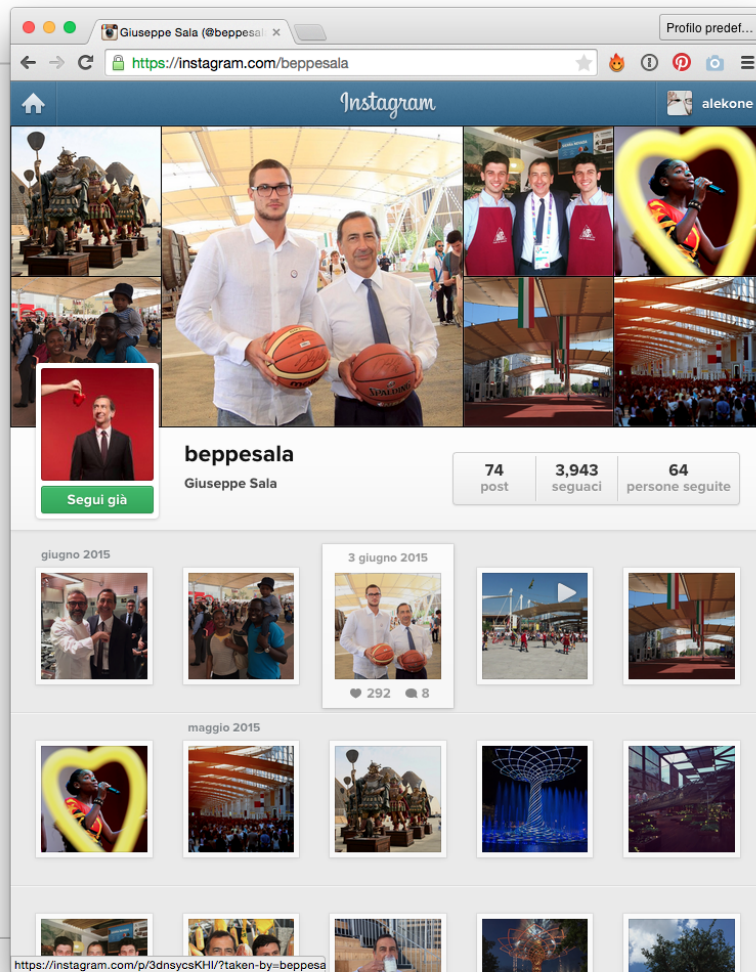 Giuseppe Sala (@beppesal
Profilo predef...
https://instagram.com/beppesala
Instagram
alekone
SPALDING
beppesala
Giuseppe Sala
74
post
3,943
seguaci
64
persone seguite
Segui già
giugno 2015
3 giugno 2015
292
8
maggio 2015
https://instagram.com/p/3dnsycsKHI/?taken-by=beppesa